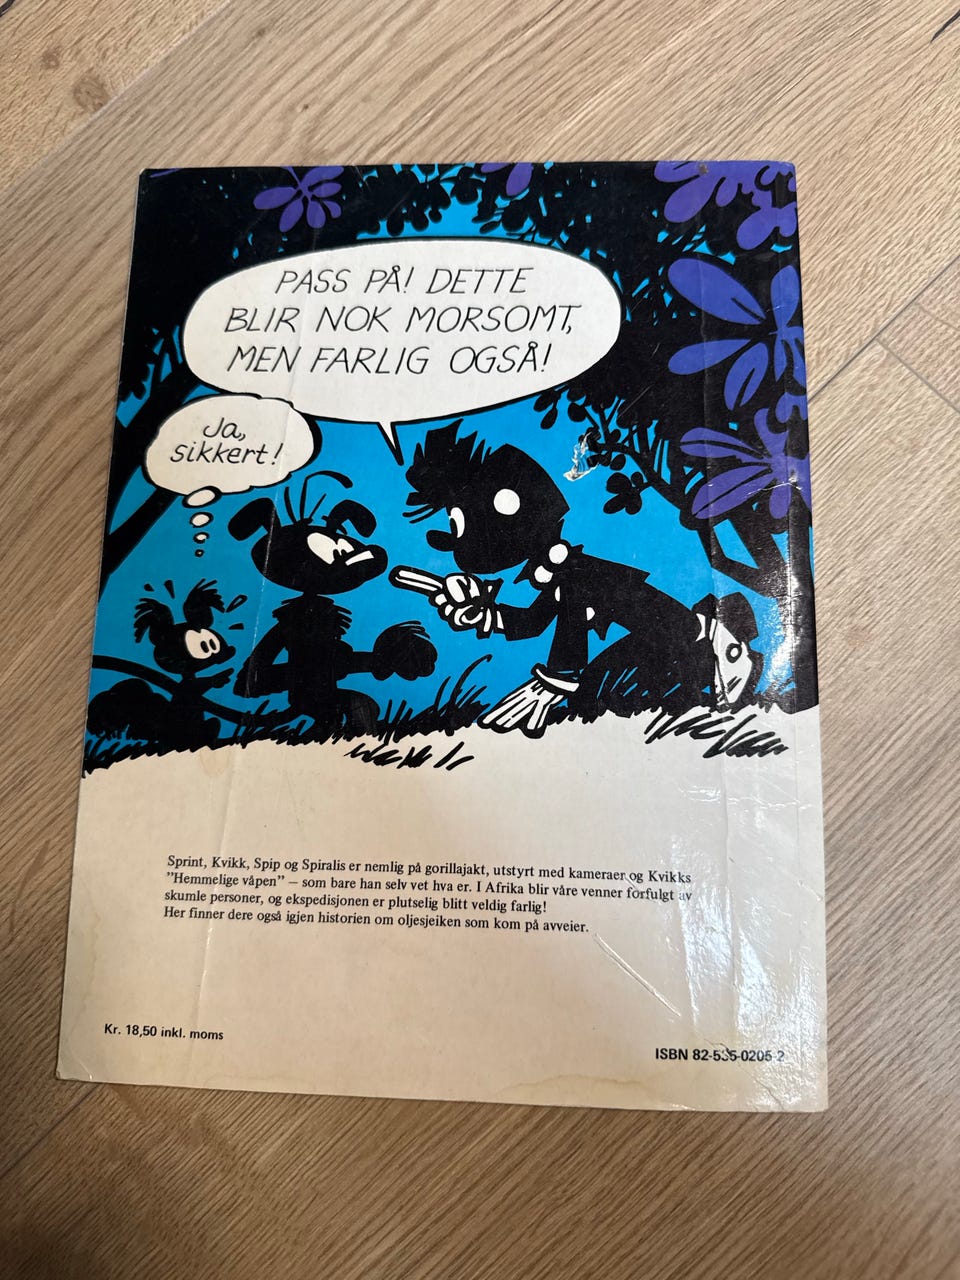 PASS PÅ! DETTE
BLIR NOK MORSOMT,
MEN FARLIG OGSÅ!
Ja,
sikkert!
Sprint, Kvikk, Spip og Spiralis er nemlig på gorillajakt, utstyrt med kameraer og Kvikks
”Hemmelige våpen” – som bare han selv vet hva er. I Afrika blir våre venner forfulgt av
skumle personer, og ekspedisjonen er plutselig blitt veldig farlig!
Her finner dere også igjen historien om oljesjeiken som kom på avveier.
Kr. 18,50 inkl. moms
ISBN 82-535-0205-2